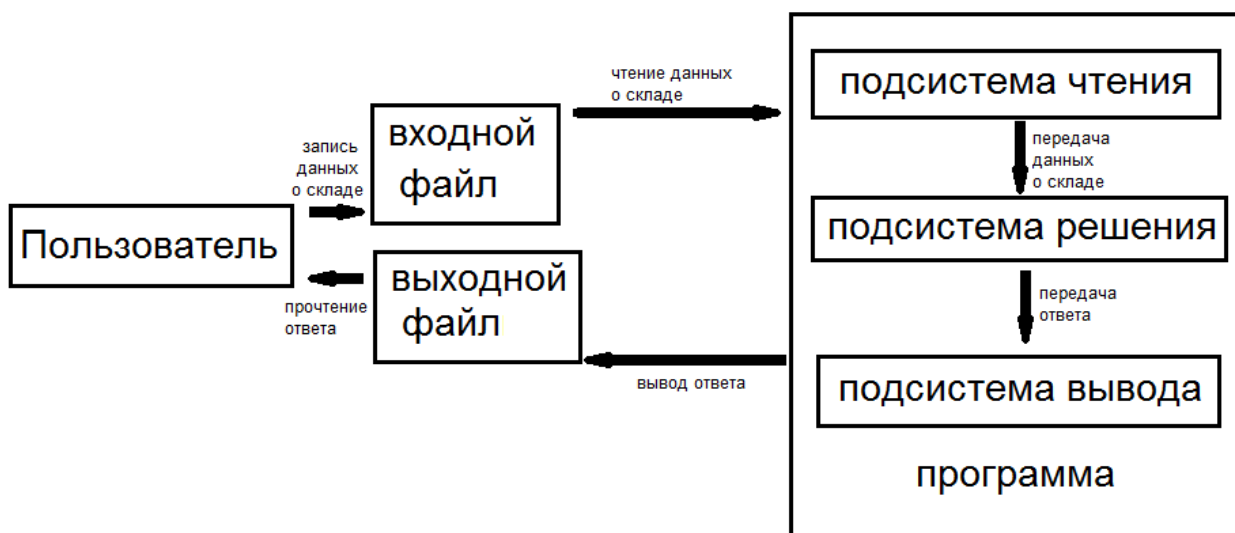 Пользователь
запись
данных
о складе
входной
файл
чтение данных
о складе
подсистема чтения
передача
данных
о складе
подсистема решения
передача
ответа
подсистема вывода
программа
вывод ответа
выходной
файл
прочтение
ответа